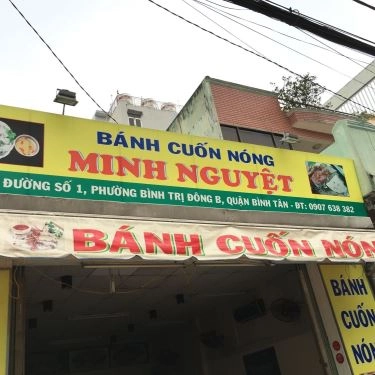 BÁNH CUỐN NÓNG
MINH NGUYỆT
ĐƯỜNG SỐ 1, PHƯỜNG BÌNH TRỊ ĐÔNG B, QUẬN BÌNH TÂN - ĐT: 0907 638 382
BÁNH CUỐN NÓN
BÁNH
CUỐN
NÓN